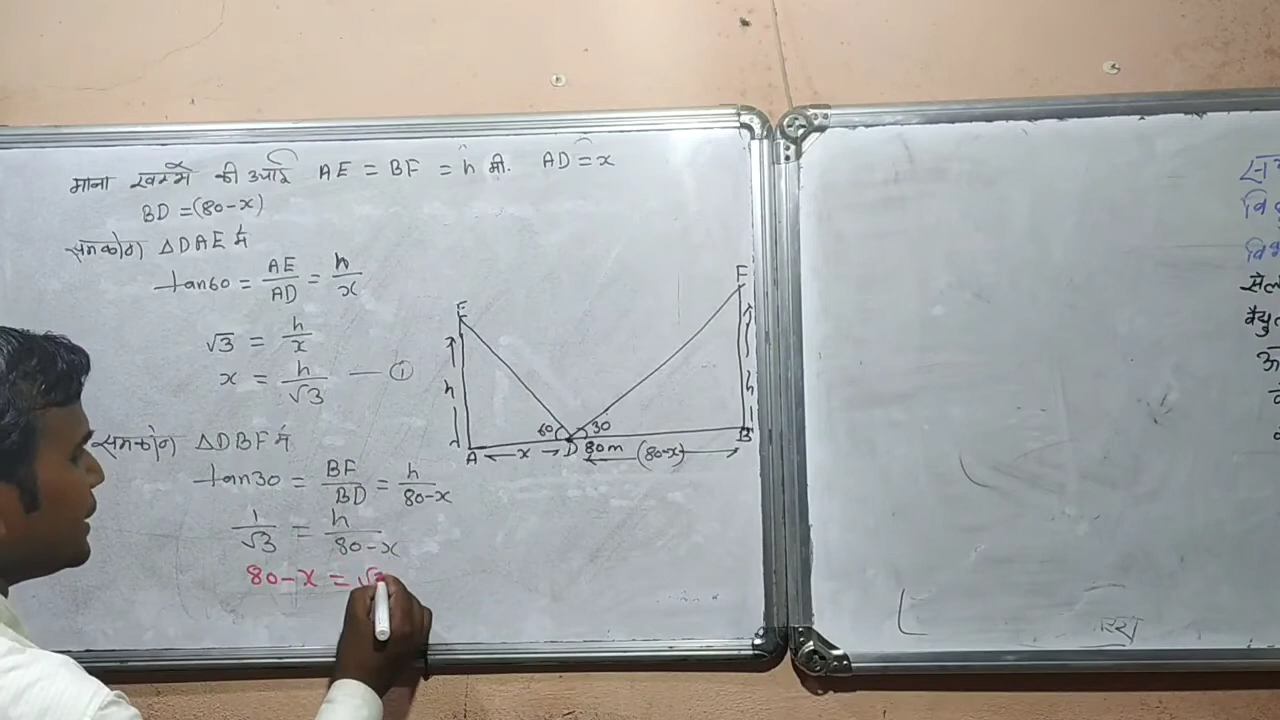 माना खम्भे की ऊँचाई AE = BF = h मी. AD = x
BD = (80-x)
समकोण ΔDAE में
tan60 = AE/AD = h/x
√3 = h/x
x = h/√3 — ①
समकोण ΔDBF में
tan30 = BF/BD = h/80-x
1/√3 = h/80-x
80-x =
E
F
h
h
60
30
A
x
D
80m
(80-x)
B